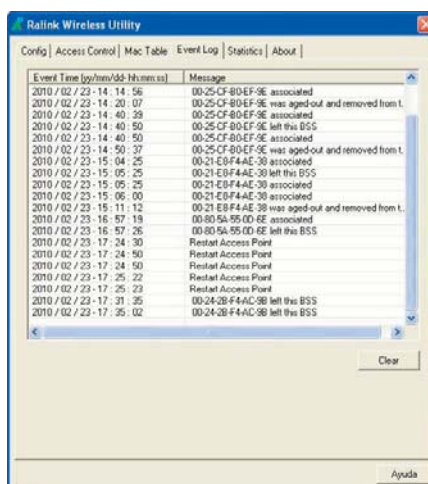 Ralink Wireless Utility
Config Access Control Mac Table Event Log Statistics About
Event Time (yy/mm/dd- hh:mm:ss) Message
2010 / 02 / 23 - 14 : 14 : 56 00-25-CF-B0-EF-9E associated
2010 / 02 / 23 - 14 : 20 : 07 00-25-CF-B0-EF-9E was aged-out and removed from t..
2010 / 02 / 23 - 14 : 40 : 39 00-25-CF-B0-EF-9E associated
2010 / 02 / 23 - 14 : 40 : 50 00-25-CF-B0-EF-9E left this BSS
2010 / 02 / 23 - 14 : 40 : 50 00-25-CF-B0-EF-9E associated
2010 / 02 / 23 - 14 : 50 : 37 00-25-CF-B0-EF-9E was aged-out and removed from t..
2010 / 02 / 23 - 15 : 04 : 25 00-21-E8-F4-AE-38 associated
2010 / 02 / 23 - 15 : 05 : 25 00-21-E8-F4-AE-38 left this BSS
2010 / 02 / 23 - 15 : 05 : 25 00-21-E8-F4-AE-38 associated
2010 / 02 / 23 - 15 : 06 : 00 00-21-E8-F4-AE-38 associated
2010 / 02 / 23 - 15 : 11 : 12 00-21-E8-F4-AE-38 was aged-out and removed from t..
2010 / 02 / 23 - 16 : 57 : 19 00-80-5A-55-0D-6E associated
2010 / 02 / 23 - 16 : 57 : 26 00-80-5A-55-0D-6E left this BSS
2010 / 02 / 23 - 17 : 24 : 30 Restart Access Point
2010 / 02 / 23 - 17 : 24 : 50 Restart Access Point
2010 / 02 / 23 - 17 : 24 : 50 Restart Access Point
2010 / 02 / 23 - 17 : 25 : 22 Restart Access Point
2010 / 02 / 23 - 17 : 25 : 23 Restart Access Point
2010 / 02 / 23 - 17 : 31 : 35 00-24-2B-F4-AC-9B left this BSS
2010 / 02 / 23 - 17 : 35 : 02 00-24-2B-F4-AC-9B left this BSS
Clear
Ayuda